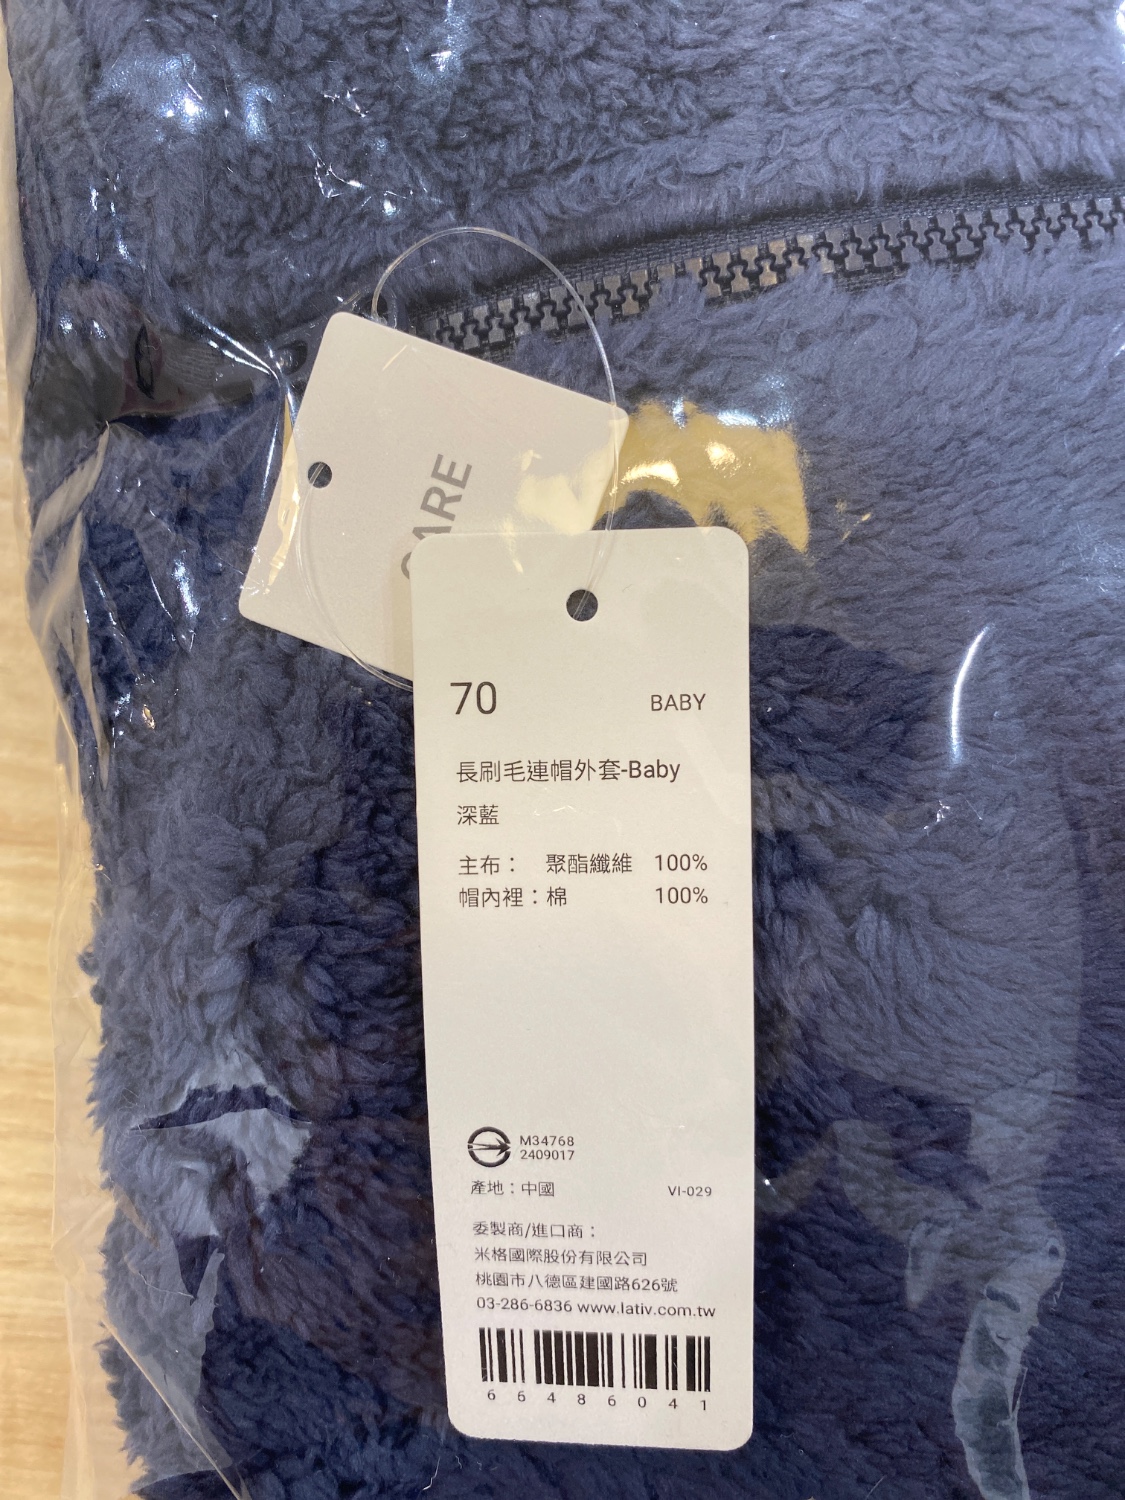 CARE
70 BABY
長刷毛連帽外套-Baby
深藍
主布： 聚酯纖維 100%
帽內裡：棉 100%
M34768
2409017
產地：中國 VI-029
委製商/進口商：
米格國際股份有限公司
桃園市八德區建國路626號
03-286-6836 www.lativ.com.tw
66486041